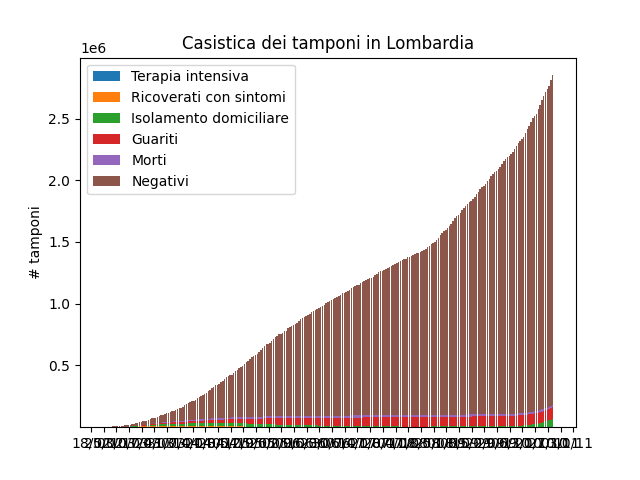 Casistica dei tamponi in Lombardia
1e6
Terapia intensiva
Ricoverati con sintomi
Isolamento domiciliare
Guariti
Morti
Negativi
2.5
2.0
1.5
1.0
0.5
# tamponi